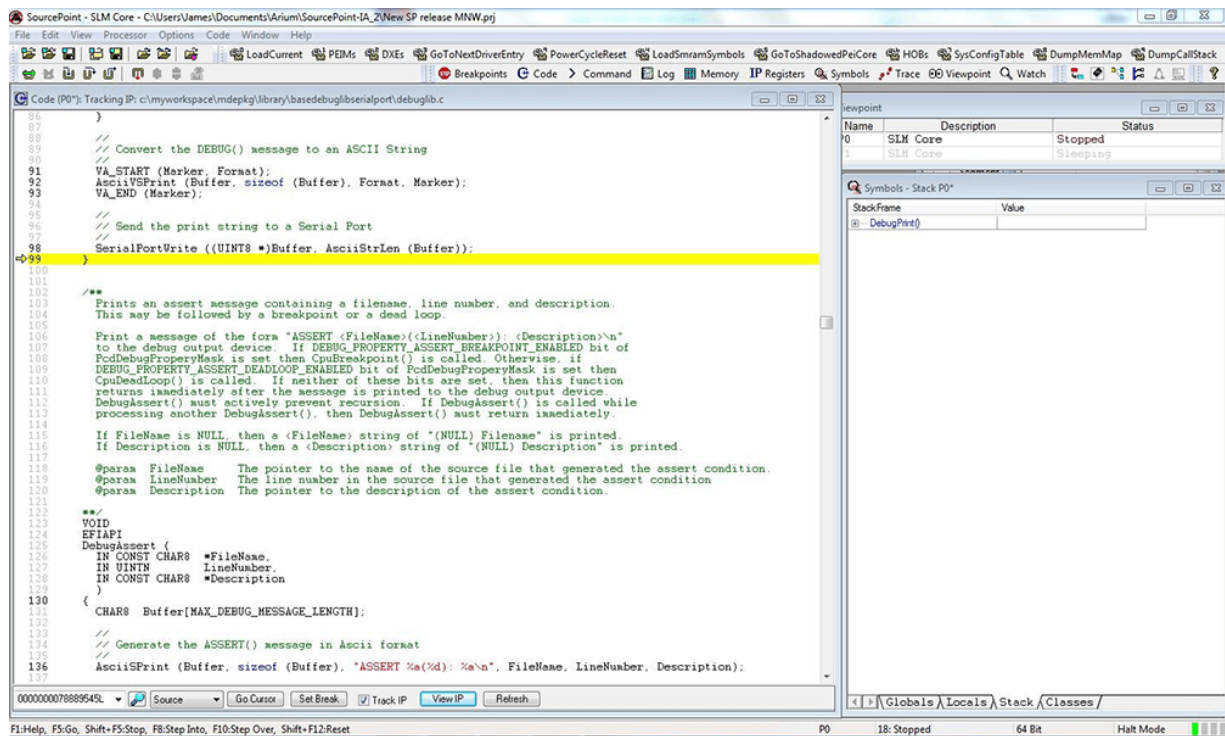 SourcePoint - SLM Core - C:\Users\James\Documents\Arium\SourcePoint-IA_2\New SP release MNW.prj
File Edit View Processor Options Code Window Help
LoadCurrent PEIMs DXEs GoToNextDriverEntry PowerCycleReset LoadSmramSymbols GoToShadowedPeiCore HOBs SysConfigTable DumpMemMap DumpCallStack
Breakpoints Code Command Log Memory IP Registers Symbols Trace Viewpoint Watch
Code (P0*): Tracking IP: c:\myworkspace\mdepkg\library\basedebuglibserialport\debuglib.c
86 }
87
88 //
89 // Convert the DEBUG() message to an ASCII String
90 //
91 VA_START (Marker, Format);
92 AsciiVSPrint (Buffer, sizeof (Buffer), Format, Marker);
93 VA_END (Marker);
94
95 //
96 // Send the print string to a Serial Port
97 //
98 SerialPortWrite ((UINT8 *)Buffer, AsciiStrLen (Buffer));
99 }
100
101
102 /**
103 Prints an assert message containing a filename, line number, and description.
104 This may be followed by a breakpoint or a dead loop.
105
106 Print a message of the form "ASSERT <FileName>(<LineNumber>): <Description>\n"
107 to the debug output device. If DEBUG_PROPERTY_ASSERT_BREAKPOINT_ENABLED bit of
108 PcdDebugProperyMask is set then CpuBreakpoint() is called. Otherwise, if
109 DEBUG_PROPERTY_ASSERT_DEADLOOP_ENABLED bit of PcdDebugProperyMask is set then
110 CpuDeadLoop() is called. If neither of these bits are set, then this function
111 returns immediately after the message is printed to the debug output device.
112 DebugAssert() must actively prevent recursion. If DebugAssert() is called while
113 processing another DebugAssert(), then DebugAssert() must return immediately.
114
115 If FileName is NULL, then a <FileName> string of "(NULL) Filename" is printed.
116 If Description is NULL, then a <Description> string of "(NULL) Description" is printed.
117
118 @param FileName The pointer to the name of the source file that generated the assert condition.
119 @param LineNumber The line number in the source file that generated the assert condition
120 @param Description The pointer to the description of the assert condition.
121
122 **/
123 VOID
124 EFIAPI
125 DebugAssert (
126 IN CONST CHAR8 *FileName,
127 IN UINTN LineNumber,
128 IN CONST CHAR8 *Description
129 )
130 {
131 CHAR8 Buffer[MAX_DEBUG_MESSAGE_LENGTH];
132
133 //
134 // Generate the ASSERT() message in Ascii format
135 //
136 AsciiSPrint (Buffer, sizeof (Buffer), "ASSERT %a(%d): %a\n", FileName, LineNumber, Description);
137
0000000078889545L Source Go Cursor Set Break Track IP View IP Refresh
iewpoint
Name Description Status
P0 SLM Core Stopped
1 SLM Core Sleeping
Symbols - Stack P0*
StackFrame Value
DebugPrint()
Globals Locals Stack Classes
F1:Help, F5:Go, Shift+F5:Stop, F8:Step Into, F10:Step Over, Shift+F12:Reset P0 18: Stopped 64 Bit Halt Mode